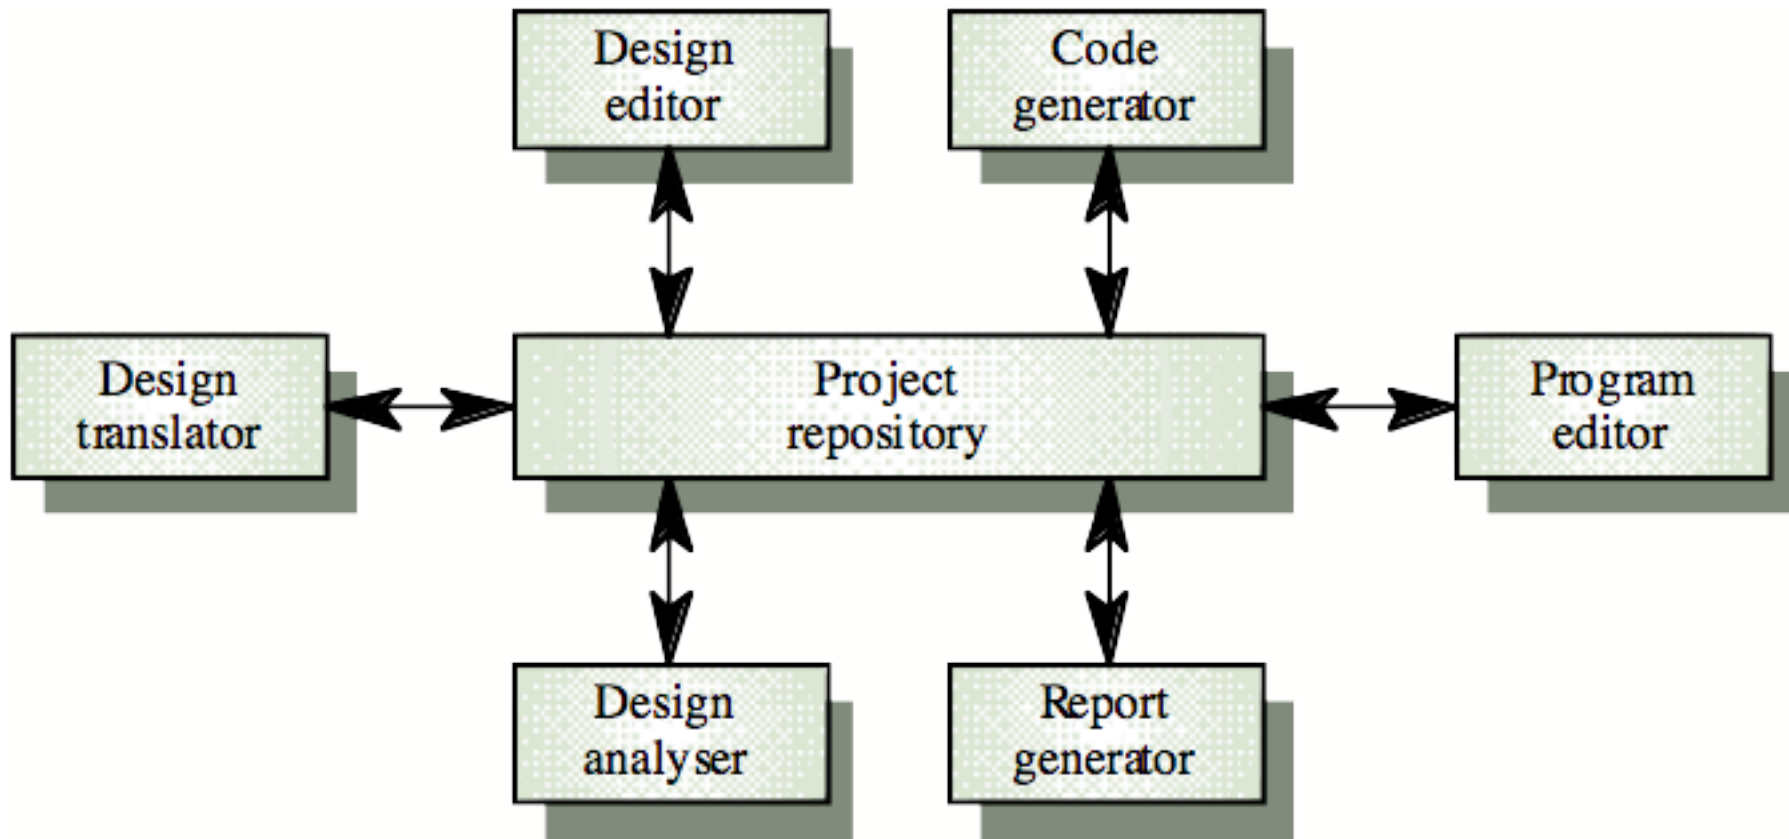 Design
editor
Code
generator
Design
translator
Project
repository
Program
editor
Design
analyser
Report
generator